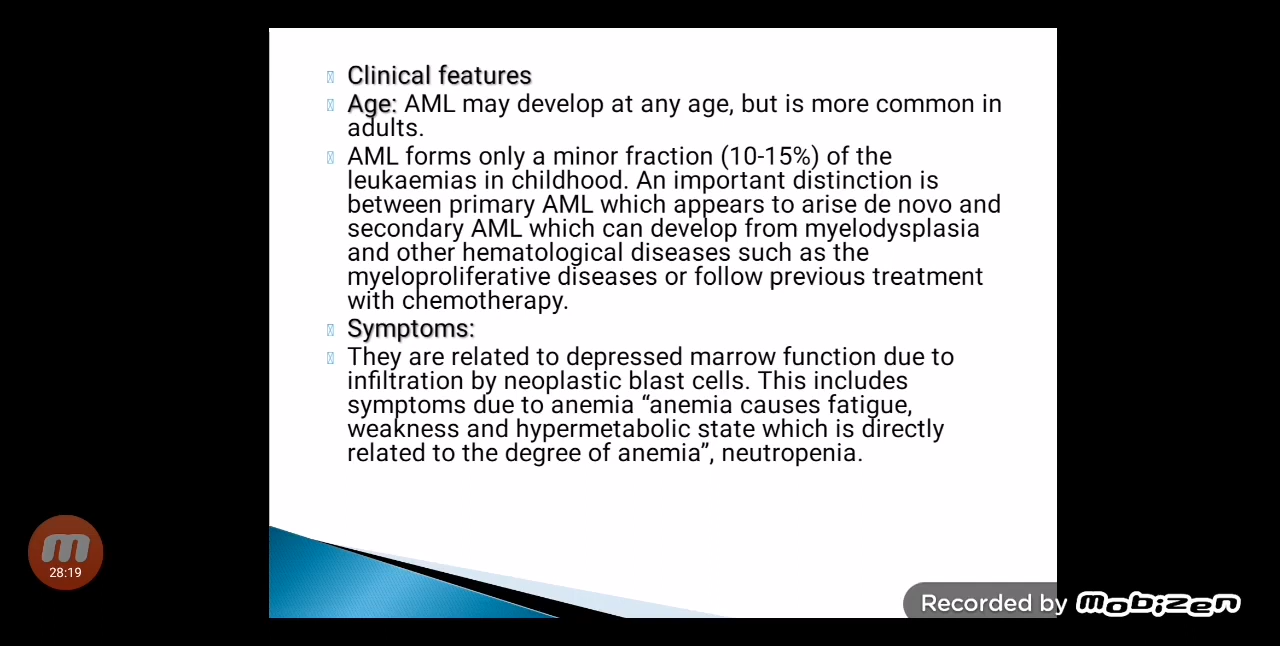 Clinical features
Age: AML may develop at any age, but is more common in
adults.
AML forms only a minor fraction (10-15%) of the
leukaemias in childhood. An important distinction is
between primary AML which appears to arise de novo and
secondary AML which can develop from myelodysplasia
and other hematological diseases such as the
myeloproliferative diseases or follow previous treatment
with chemotherapy.
Symptoms:
They are related to depressed marrow function due to
infiltration by neoplastic blast cells. This includes
symptoms due to anemia “anemia causes fatigue,
weakness and hypermetabolic state which is directly
related to the degree of anemia”, neutropenia.
m
28:19
Recorded by mobizen